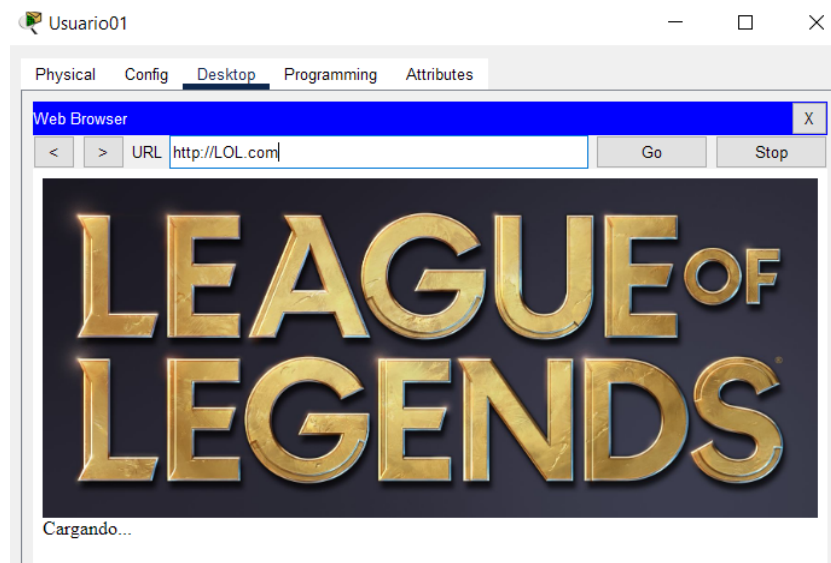 Usuario01
Physical Config Desktop Programming Attributes
Web Browser X
< > URL http://LOL.com Go Stop
LEAGUE OF
LEGENDS
Cargando...